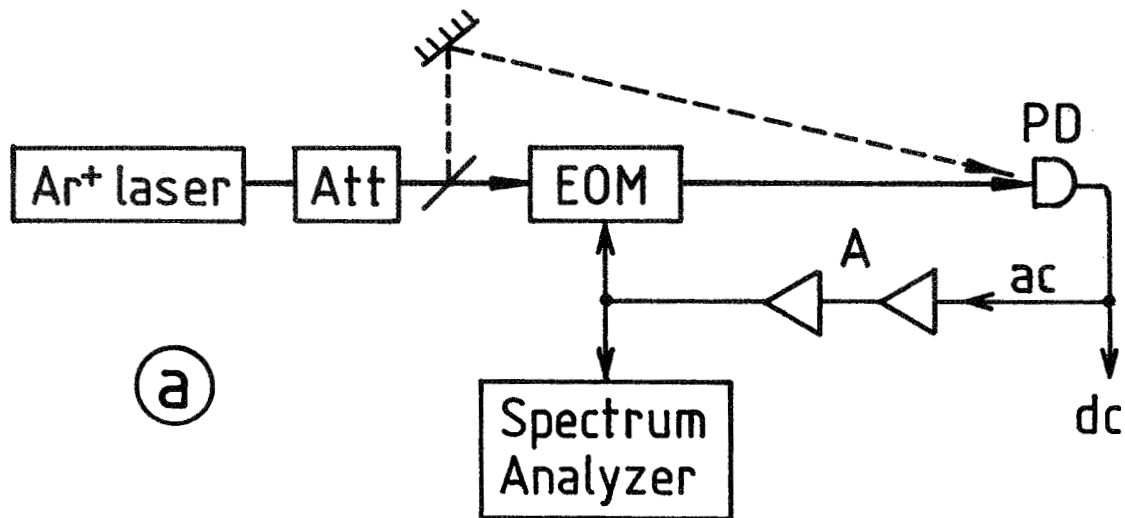 PD
Ar⁺ laser
Att
EOM
A
ac
a
dc
Spectrum
Analyzer